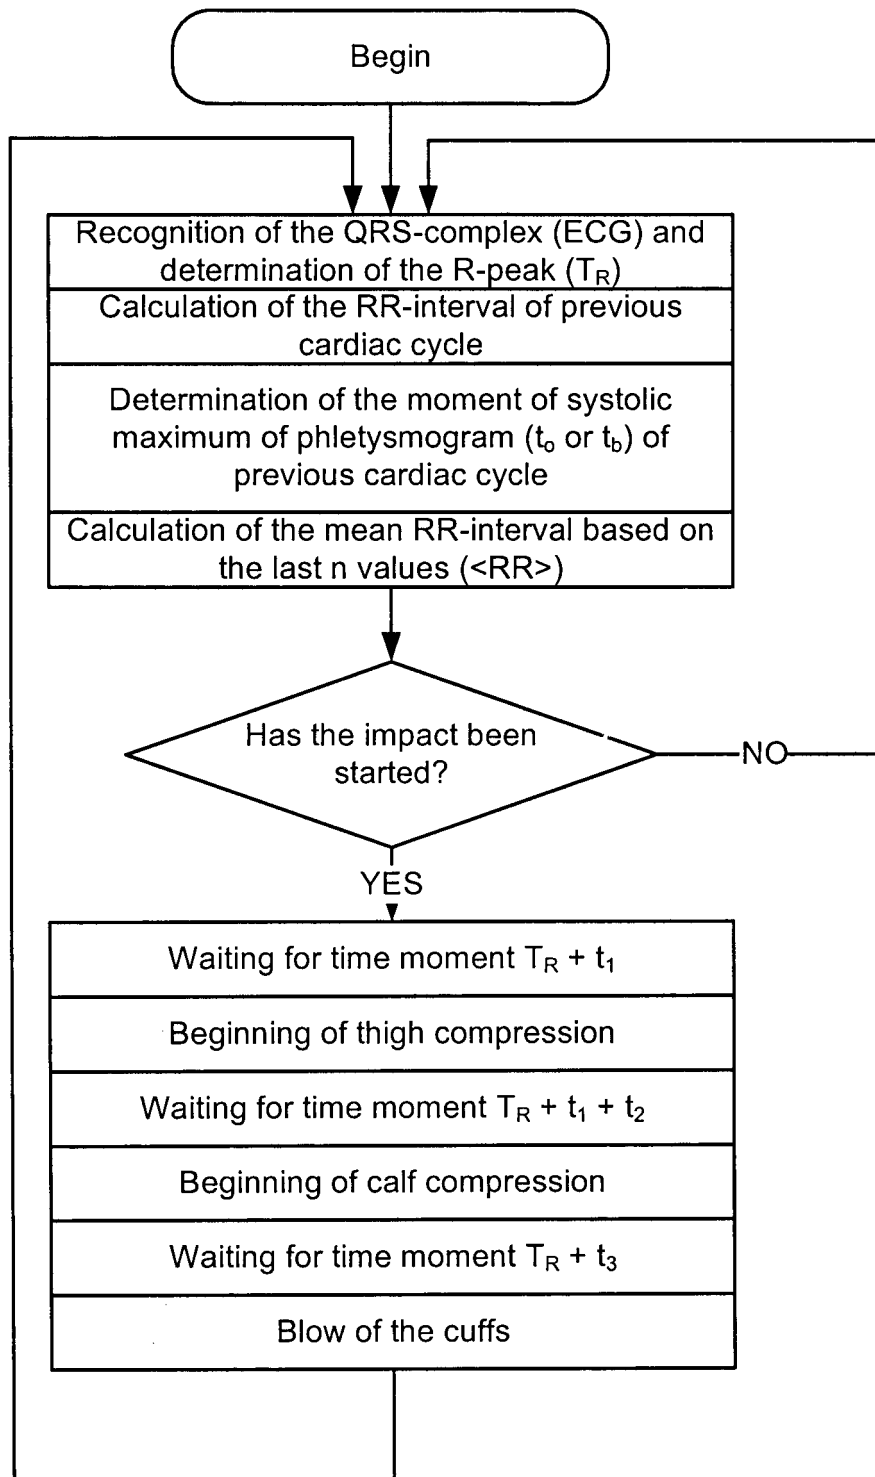 Begin
Recognition of the QRS-complex (ECG) and
determination of the R-peak (T_R)
Calculation of the RR-interval of previous
cardiac cycle
Determination of the moment of systolic
maximum of phletysmogram (t_o or t_b) of
previous cardiac cycle
Calculation of the mean RR-interval based on
the last n values (<RR>)
Has the impact been
started?
NO
YES
Waiting for time moment T_R + t_1
Beginning of thigh compression
Waiting for time moment T_R + t_1 + t_2
Beginning of calf compression
Waiting for time moment T_R + t_3
Blow of the cuffs